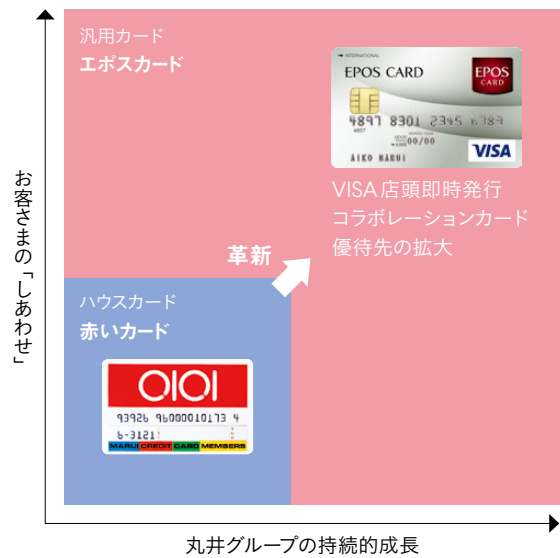 汎用カード
エポスカード
INTERNATIONAL
EPOS CARD
EPOS
CARD
4897 8301 2345 6789
4897
00/00
VISA
AIKO MARUI
VISA店頭即時発行
コラボレーションカード
優待先の拡大
革新
ハウスカード
赤いカード
OIOI
93926 96000010173 4
6-3121
MARUI CREDIT CARD MEMBERS
お客さまの「しあわせ」
丸井グループの持続的成長